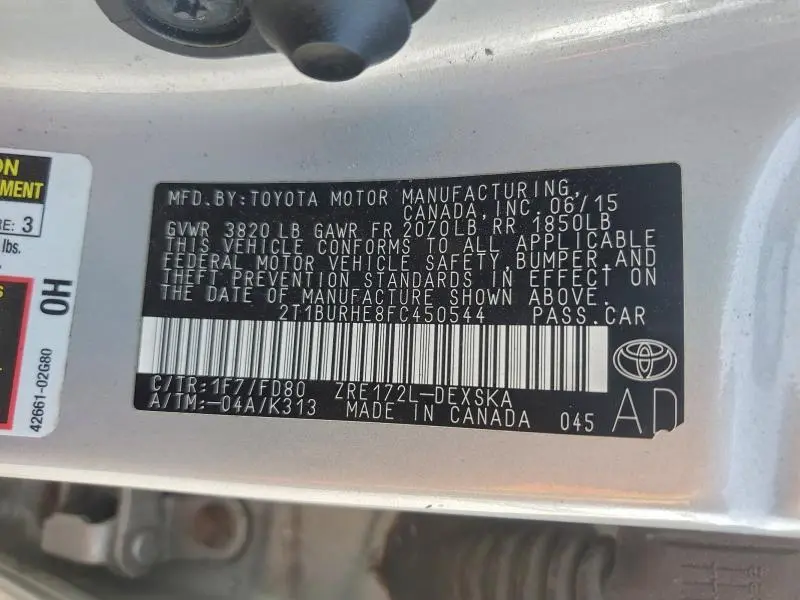 ON
MENT
RE: 3
lbs.
s
OH
42661-02G80
MFD.BY:TOYOTA MOTOR MANUFACTURING,
CANADA,INC. 06/15
GVWR 3820 LB GAWR FR 2070LB RR 1850LB
THIS VEHICLE CONFORMS TO ALL APPLICABLE
FEDERAL MOTOR VEHICLE SAFETY, BUMPER, AND
THEFT PREVENTION STANDARDS IN EFFECT ON
THE DATE OF MANUFACTURE SHOWN ABOVE.
2T1BURHE8FC450544 PASS.CAR
C/TR:1F7/FD80 ZRE172L-DEXSKA
A/TM:-04A/K313 MADE IN CANADA 045
AD